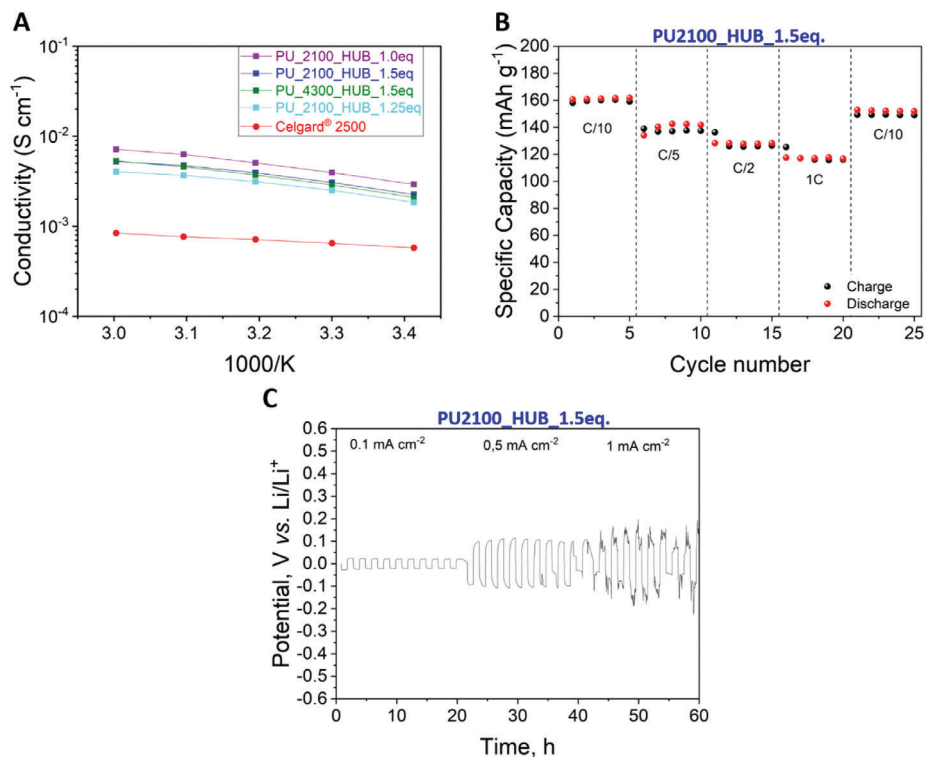 A
Conductivity (S cm⁻¹)
10⁻¹
10⁻²
10⁻³
10⁻⁴
PU_2100_HUB_1.0eq
PU_2100_HUB_1.5eq
PU_4300_HUB_1.5eq
PU_2100_HUB_1.25eq
Celgard® 2500
3.0 3.1 3.2 3.3 3.4
1000/K
B
PU2100_HUB_1.5eq.
Specific Capacity (mAh g⁻¹)
200
180
160
140
120
100
80
60
40
20
0
C/10
C/5
C/2
1C
C/10
Charge
Discharge
0 5 10 15 20 25
Cycle number
C
PU2100_HUB_1.5eq.
Potential, V vs. Li/Li⁺
0.6
0.5
0.4
0.3
0.2
0.1
0.0
-0.1
-0.2
-0.3
-0.4
-0.5
-0.6
0.1 mA cm⁻² 0,5 mA cm⁻² 1 mA cm⁻²
0 10 20 30 40 50 60
Time, h